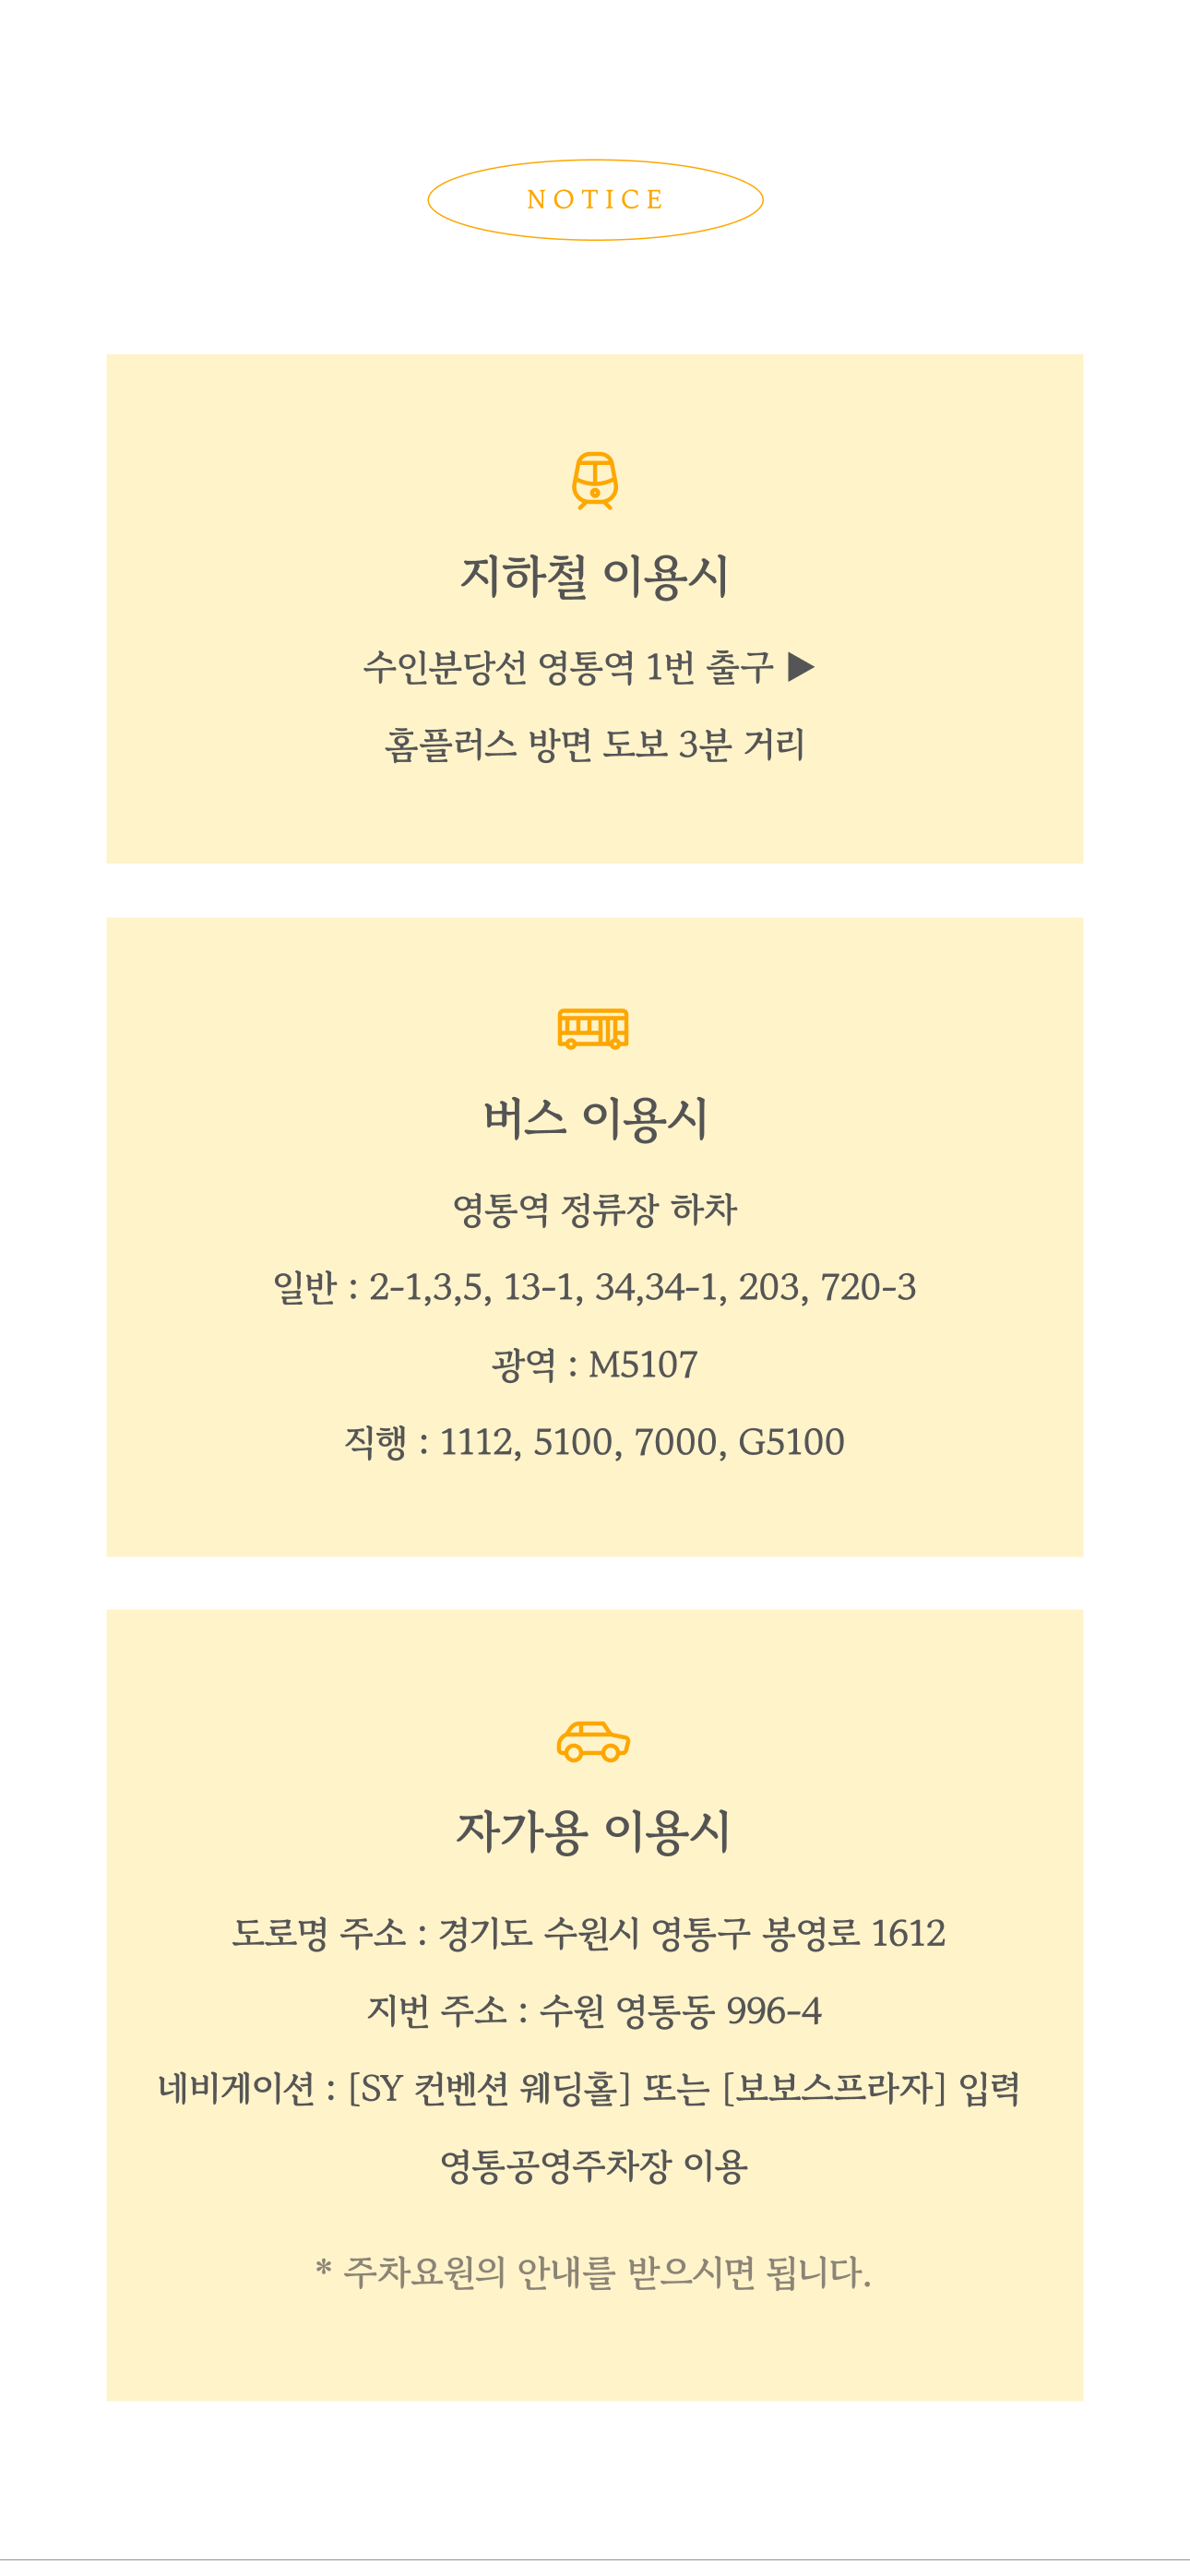 NOTICE
지하철 이용시
수인분당선 영통역 1번 출구 ▶
홈플러스 방면 도보 3분 거리
버스 이용시
영통역 정류장 하차
일반 : 2-1,3,5, 13-1, 34,34-1, 203, 720-3
광역 : M5107
직행 : 1112, 5100, 7000, G5100
자가용 이용시
도로명 주소 : 경기도 수원시 영통구 봉영로 1612
지번 주소 : 수원 영통동 996-4
네비게이션 : [SY 컨벤션 웨딩홀] 또는 [보보스프라자] 입력
영통공영주차장 이용
* 주차요원의 안내를 받으시면 됩니다.